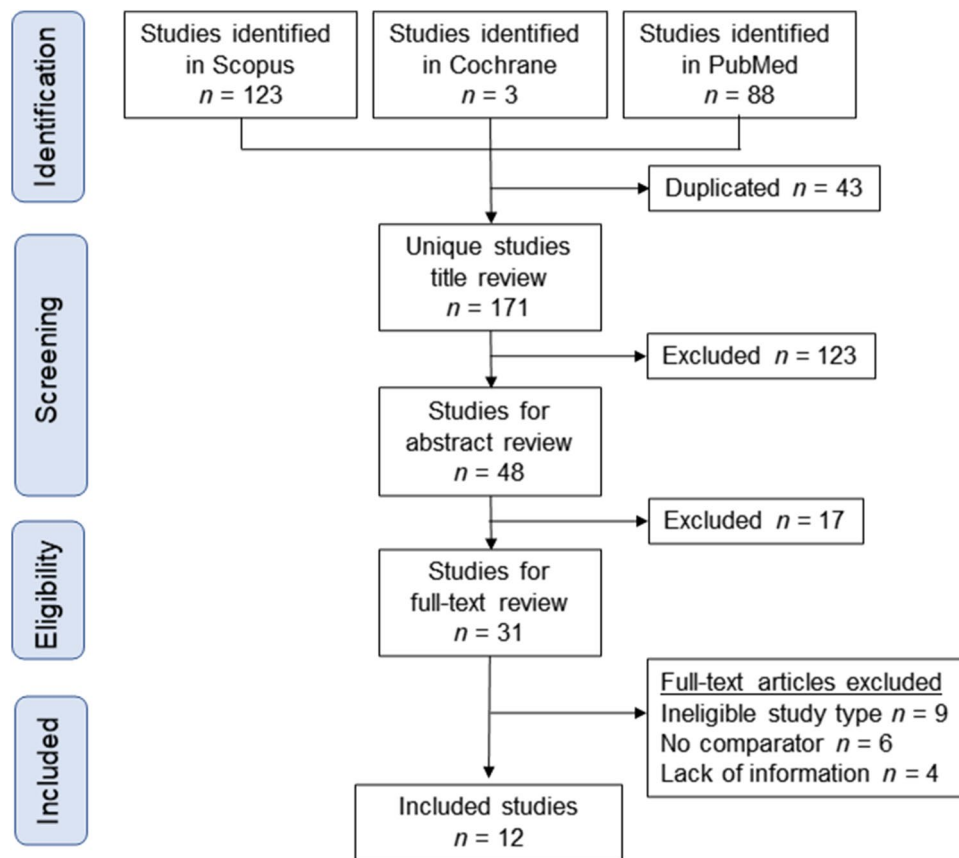 Identification
Studies identified
in Scopus
n = 123
Studies identified
in Cochrane
n = 3
Studies identified
in PubMed
n = 88
Duplicated n = 43
Screening
Unique studies
title review
n = 171
Excluded n = 123
Studies for
abstract review
n = 48
Excluded n = 17
Eligibility
Studies for
full-text review
n = 31
Full-text articles excluded
Ineligible study type n = 9
No comparator n = 6
Lack of information n = 4
Included
Included studies
n = 12